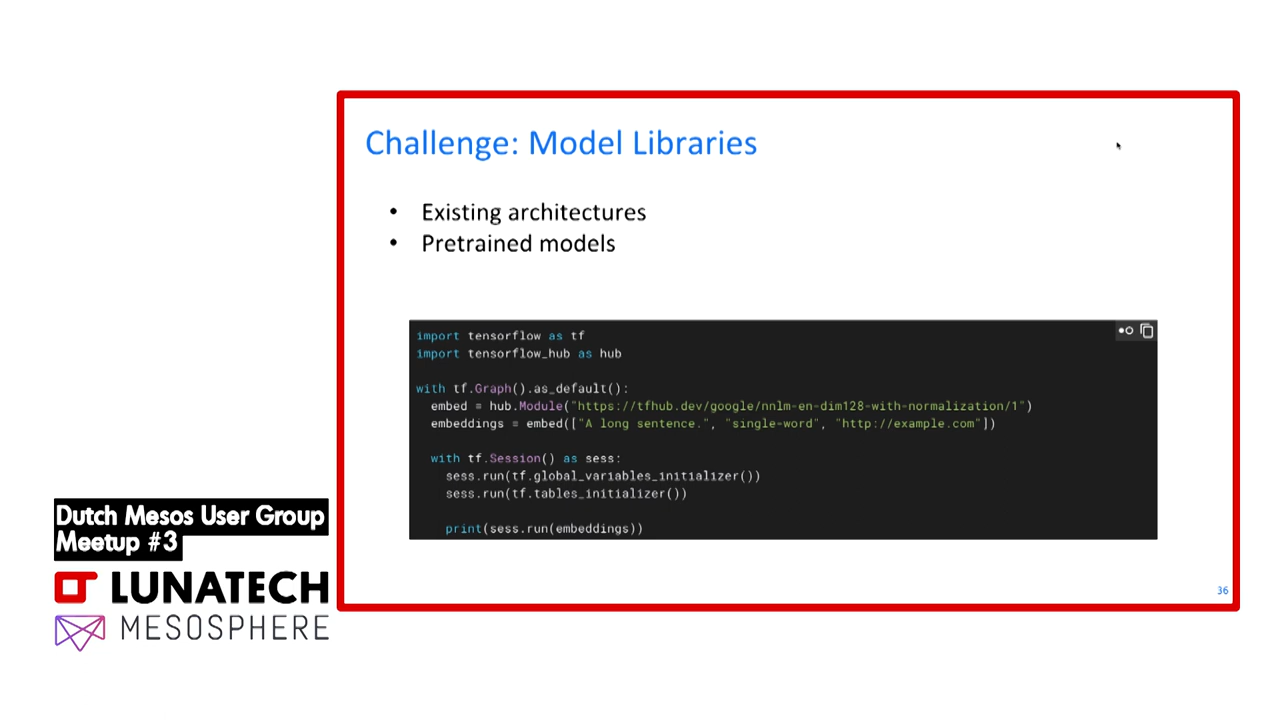 Challenge: Model Libraries
• Existing architectures
• Pretrained models
import tensorflow as tf
import tensorflow_hub as hub
with tf.Graph().as_default():
embed = hub.Module("https://tfhub.dev/google/nnlm-en-dim128-with-normalization/1")
embeddings = embed(["A long sentence.", "single-word", "http://example.com"])
with tf.Session() as sess:
sess.run(tf.global_variables_initializer())
sess.run(tf.tables_initializer())
print(sess.run(embeddings))
36
Dutch Mesos User Group
Meetup #3
LUNATECH
MESOSPHERE